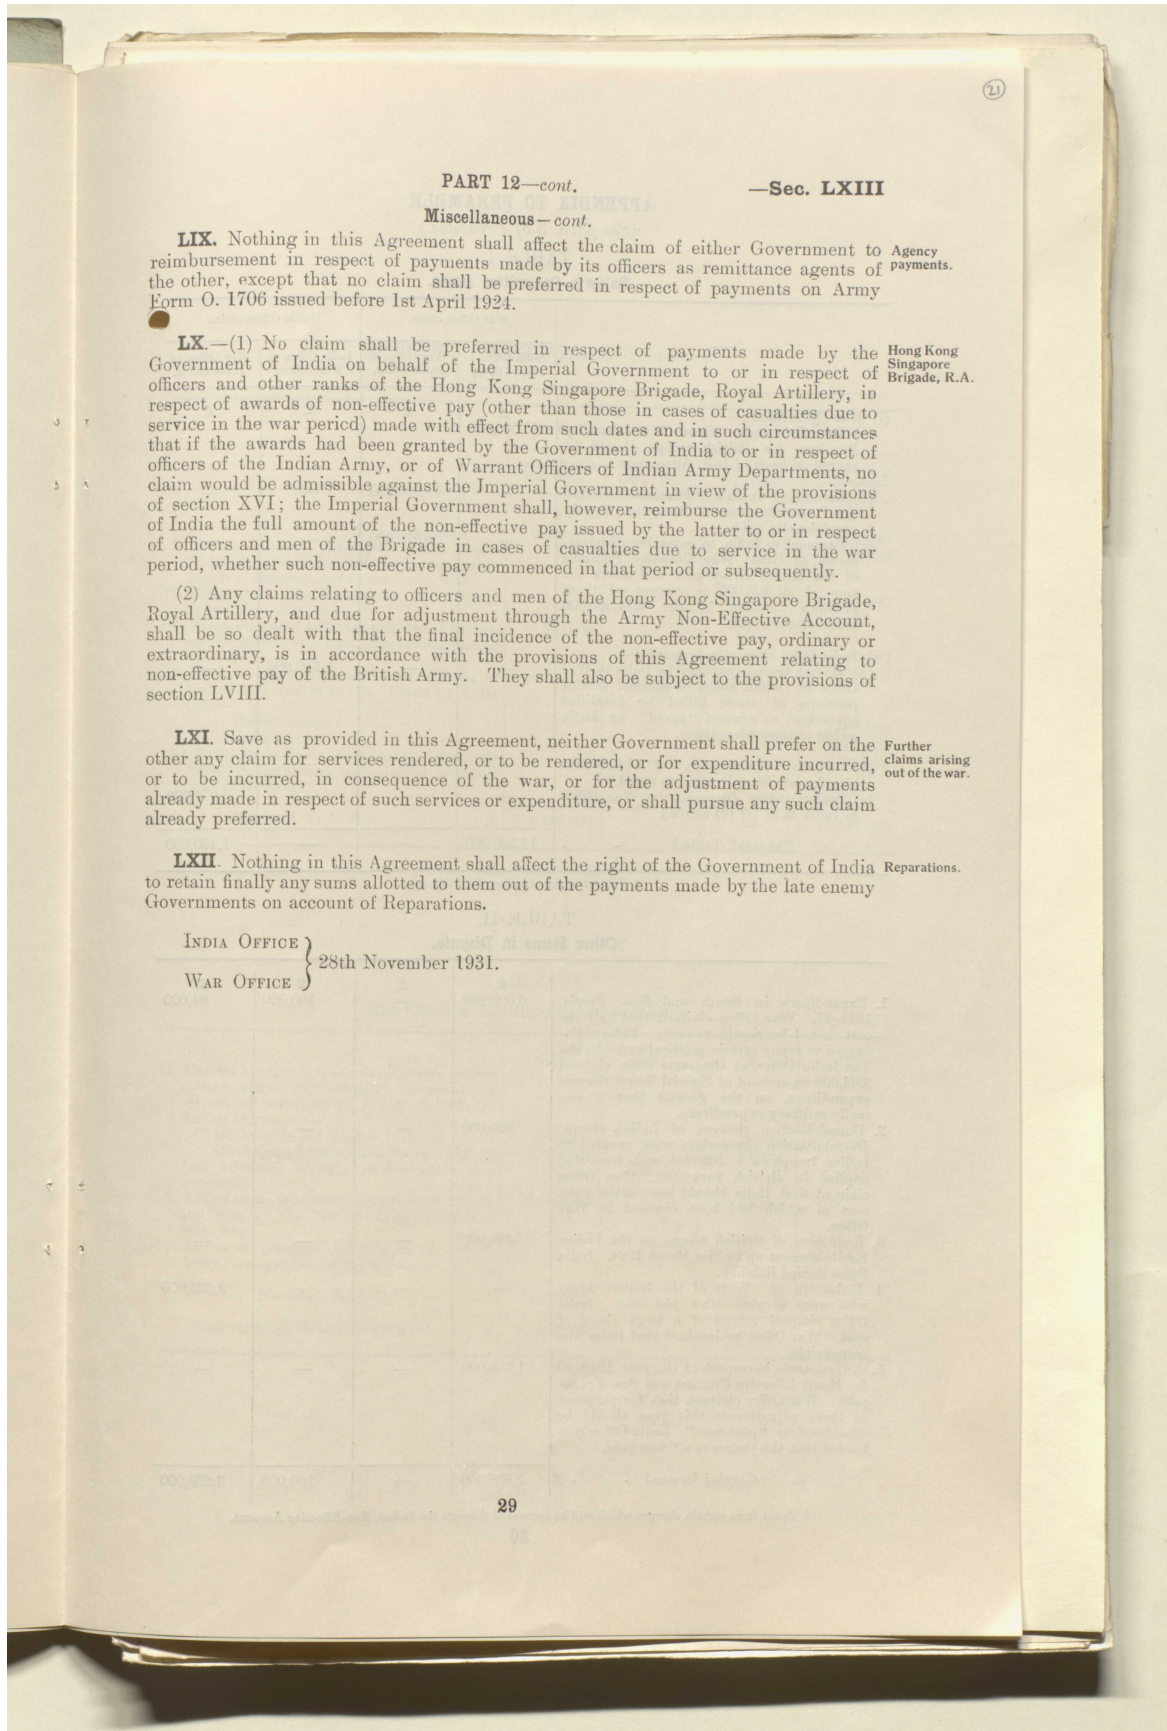 21
PART 12—cont.
—Sec. LXIII
Miscellaneous—cont.
LIX. Nothing in this Agreement shall affect the claim of either Government to
reimbursement in respect of payments made by its officers as remittance agents of
the other, except that no claim shall be preferred in respect of payments on Army
Form O. 1706 issued before 1st April 1924.
Agency
payments.
LX.—(1) No claim shall be preferred in respect of payments made by the
Government of India on behalf of the Imperial Government to or in respect of
officers and other ranks of the Hong Kong Singapore Brigade, Royal Artillery, in
respect of awards of non-effective pay (other than those in cases of casualties due to
service in the war period) made with effect from such dates and in such circumstances
that if the awards had been granted by the Government of India to or in respect of
officers of the Indian Army, or of Warrant Officers of Indian Army Departments, no
claim would be admissible against the Imperial Government in view of the provisions
of section XVI; the Imperial Government shall, however, reimburse the Government
of India the full amount of the non-effective pay issued by the latter to or in respect
of officers and men of the Brigade in cases of casualties due to service in the war
period, whether such non-effective pay commenced in that period or subsequently.
Hong Kong
Singapore
Brigade, R.A.
(2) Any claims relating to officers and men of the Hong Kong Singapore Brigade,
Royal Artillery, and due for adjustment through the Army Non-Effective Account,
shall be so dealt with that the final incidence of the non-effective pay, ordinary or
extraordinary, is in accordance with the provisions of this Agreement relating to
non-effective pay of the British Army. They shall also be subject to the provisions of
section LVIII.
LXI. Save as provided in this Agreement, neither Government shall prefer on the
other any claim for services rendered, or to be rendered, or for expenditure incurred,
or to be incurred, in consequence of the war, or for the adjustment of payments
already made in respect of such services or expenditure, or shall pursue any such claim
already preferred.
Further
claims arising
out of the war.
LXII. Nothing in this Agreement shall affect the right of the Government of India
to retain finally any sums allotted to them out of the payments made by the late enemy
Governments on account of Reparations.
Reparations.
INDIA OFFICE
28th November 1931.
WAR OFFICE
29